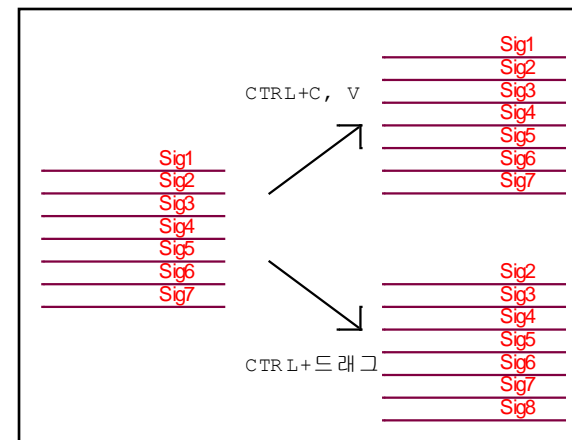 Sig1
Sig2
Sig3
Sig4
Sig5
Sig6
Sig7
CTRL+C, V
Sig1
Sig2
Sig3
Sig4
Sig5
Sig6
Sig7
CTRL+드래그
Sig2
Sig3
Sig4
Sig5
Sig6
Sig7
Sig8